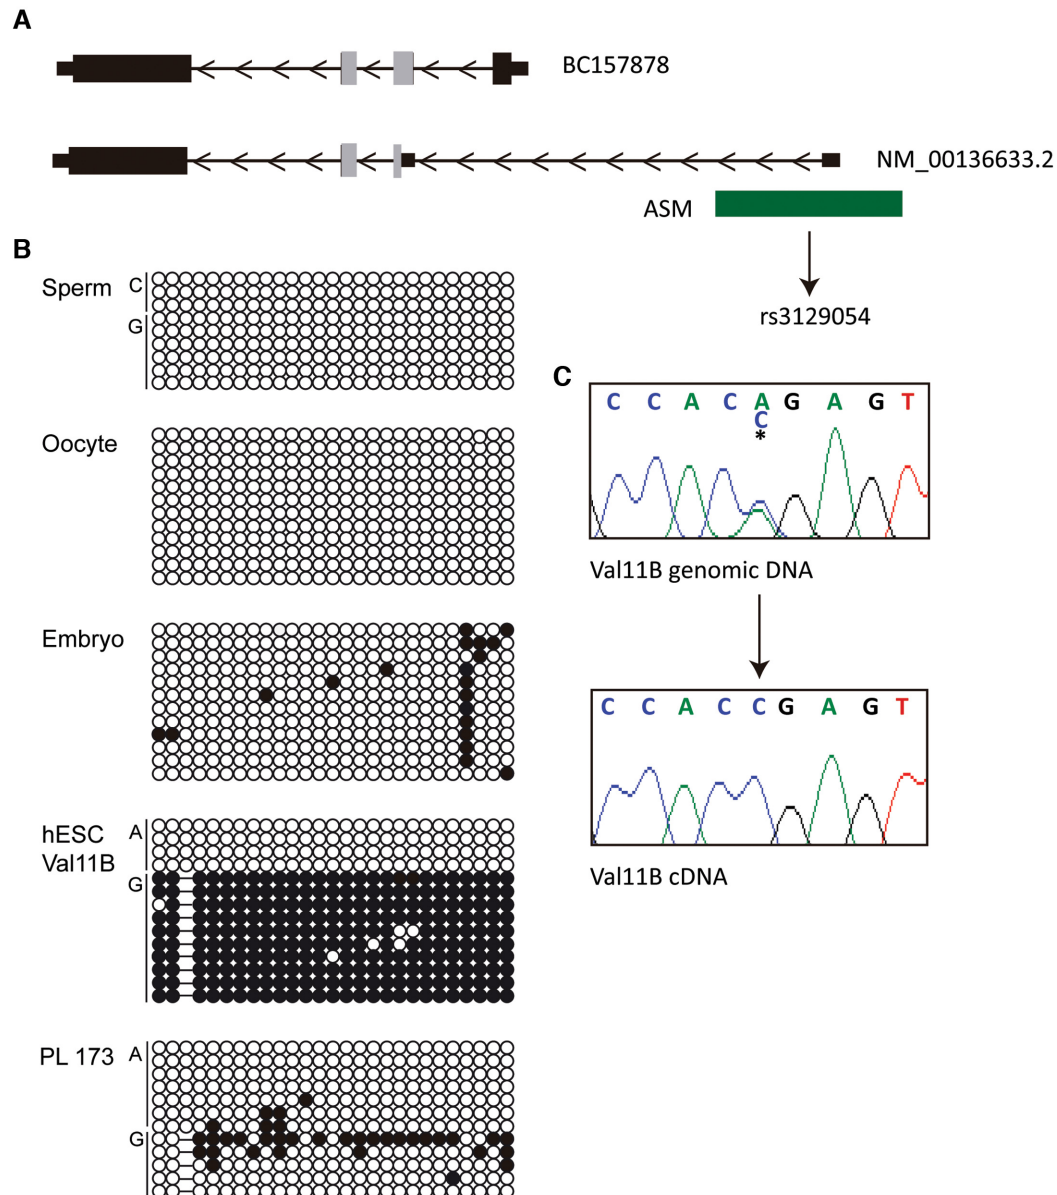 A
BC157878
NM_00136633.2
ASM
rs3129054
B
Sperm
C
G
Oocyte
Embryo
hESC
Val11B
A
G
PL 173
A
G
C
C C A C A G A G T
C
*
Val11B genomic DNA
C C A C C G A G T
Val11B cDNA